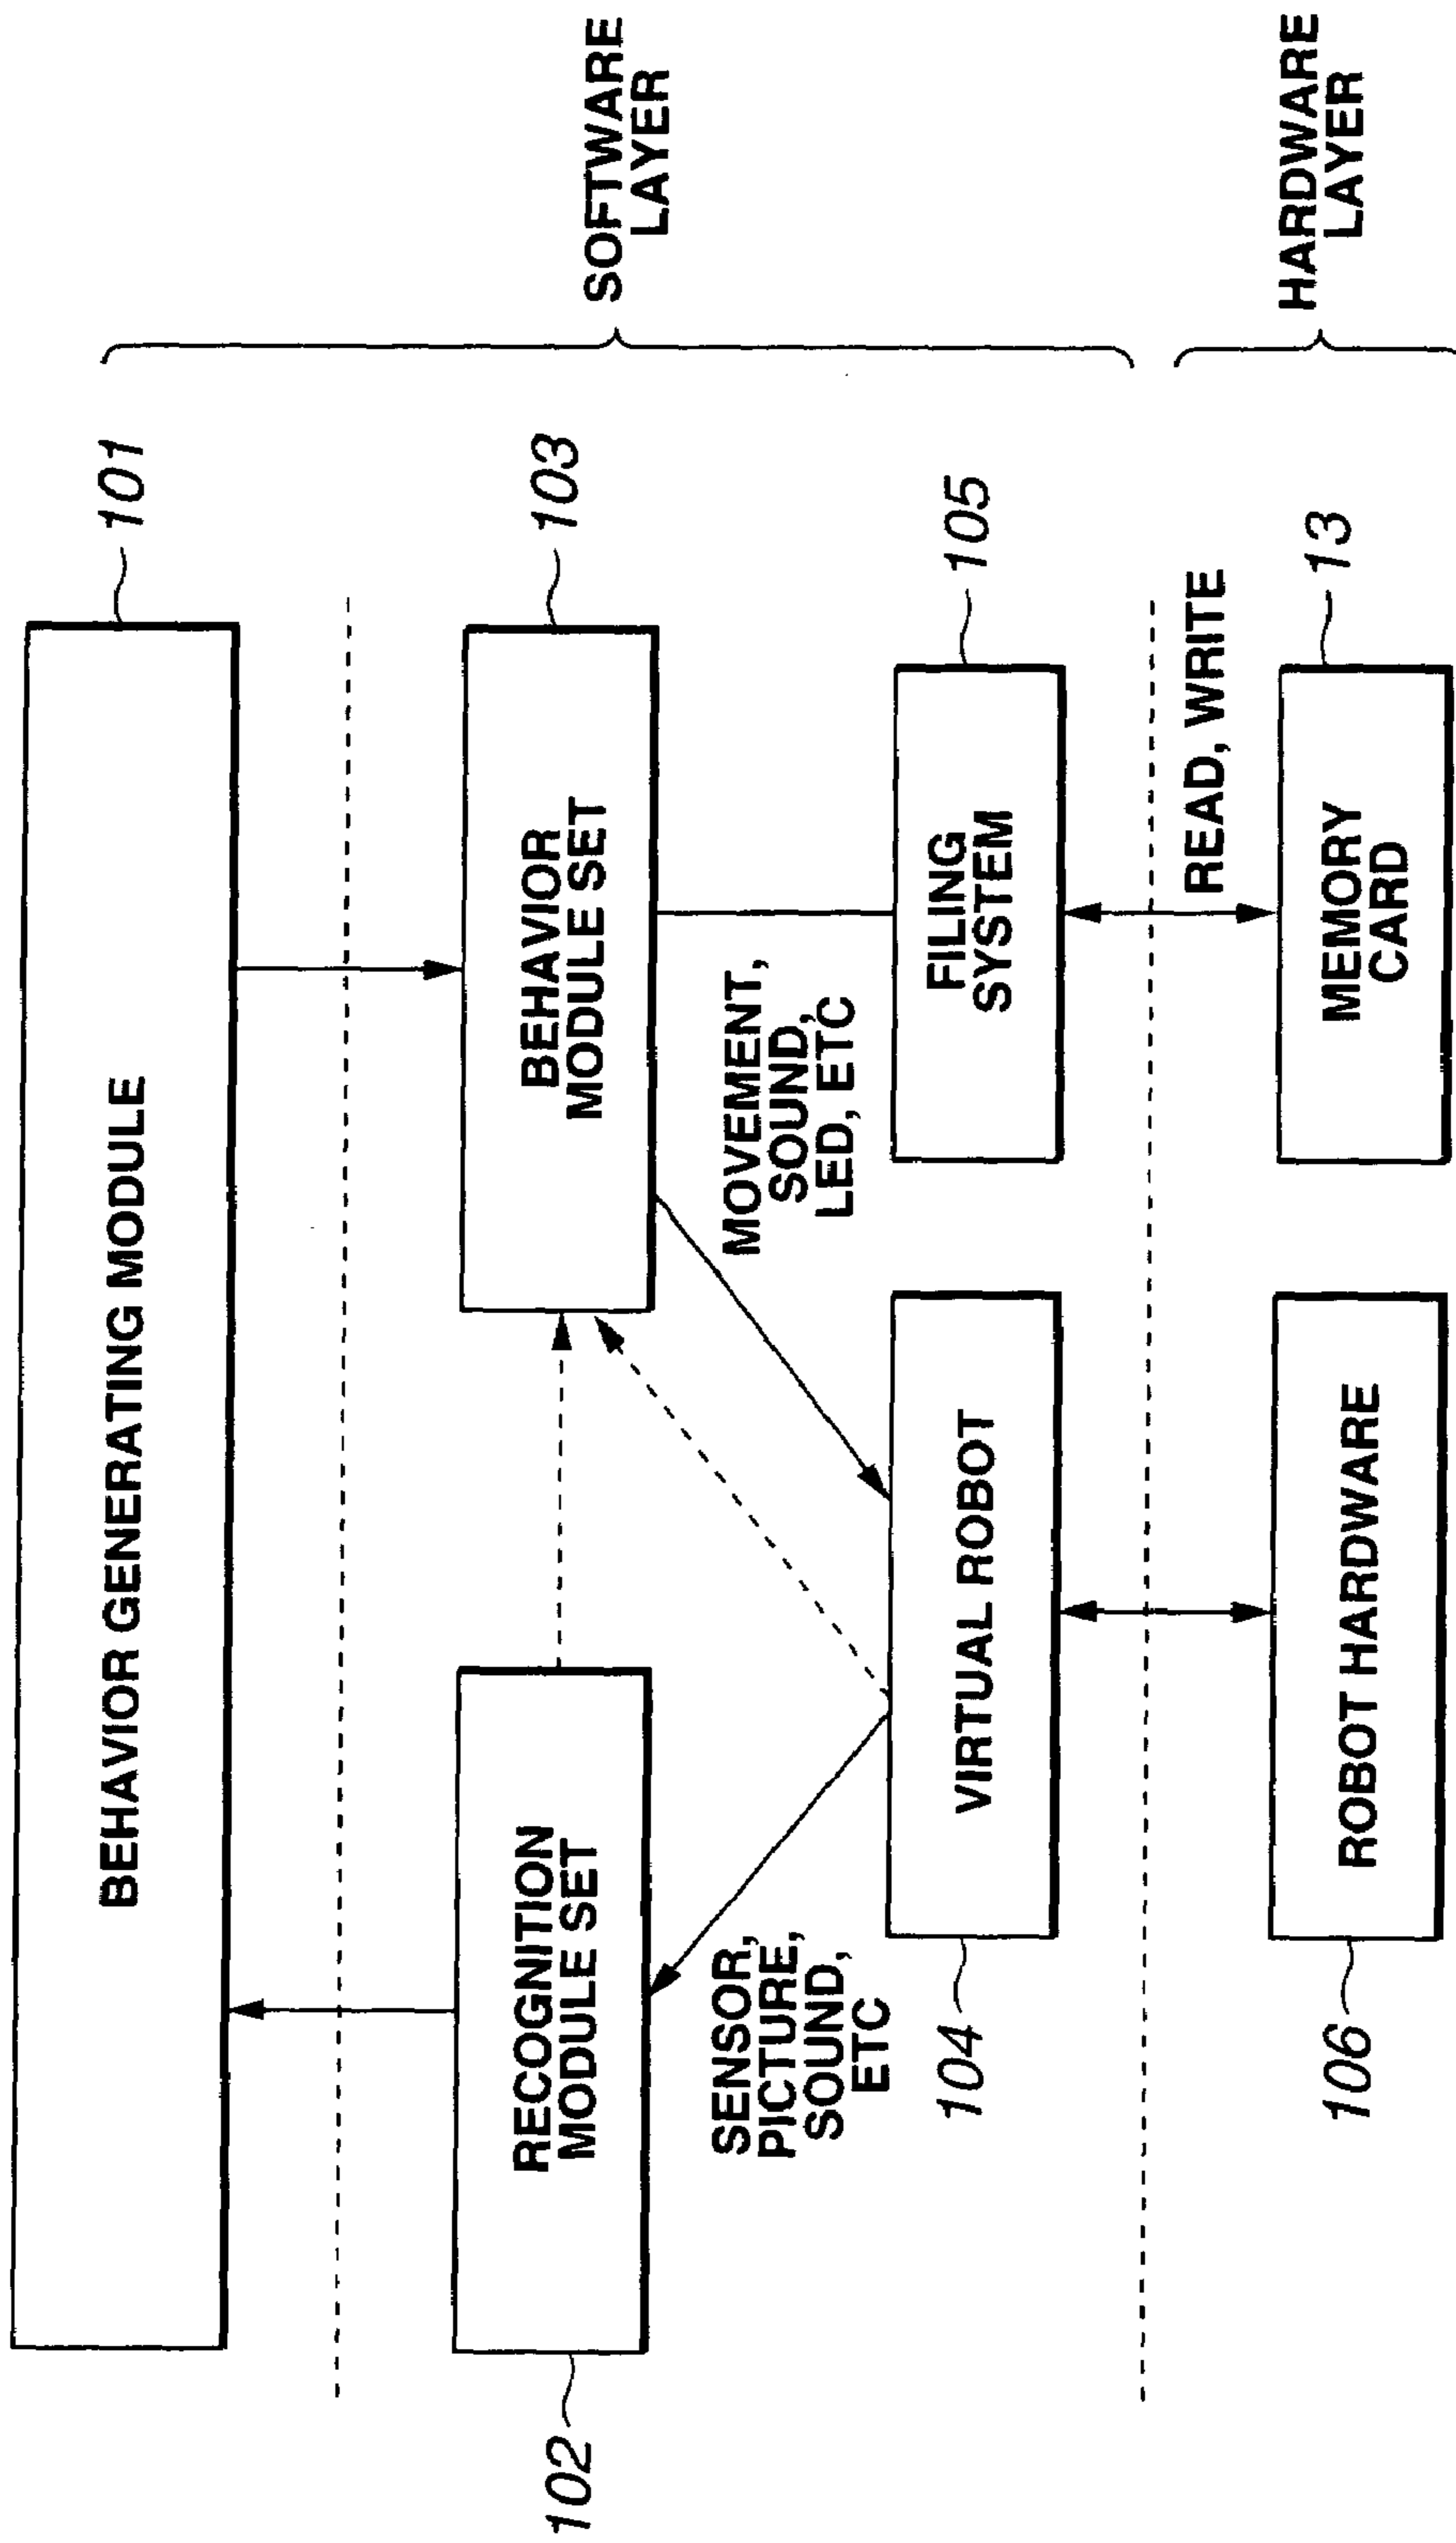 BEHAVIOR GENERATING MODULE
101
SOFTWARE
LAYER
RECOGNITION
MODULE SET
102
BEHAVIOR
MODULE SET
103
SENSOR,
PICTURE,
SOUND,
ETC
MOVEMENT,
SOUND,
LED, ETC
VIRTUAL ROBOT
104
FILING
SYSTEM
105
READ, WRITE
ROBOT HARDWARE
106
MEMORY
CARD
13
HARDWARE
LAYER